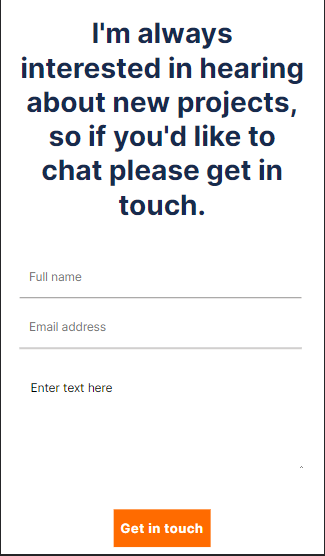 I'm always
interested in hearing
about new projects,
so if you'd like to
chat please get in
touch.
Full name
Email address
Enter text here
Get in touch